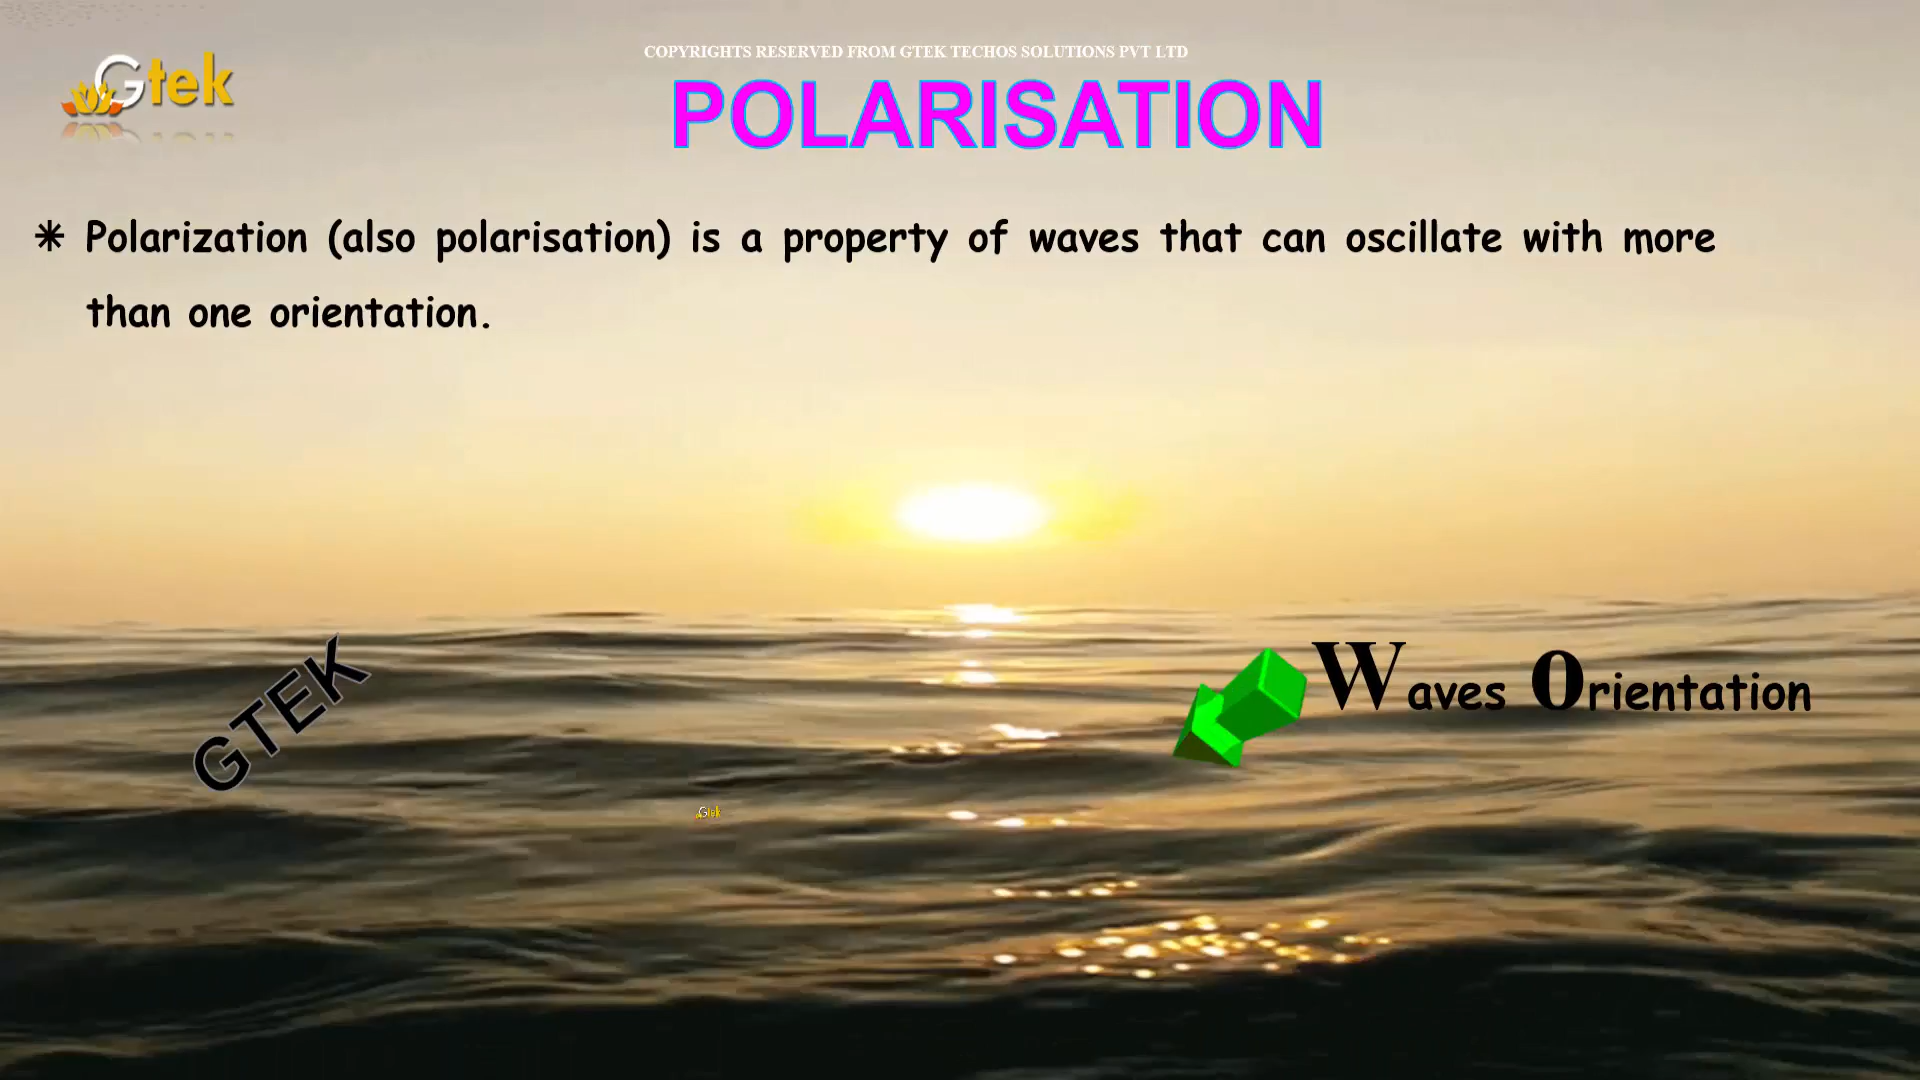 Gtek
COPYRIGHTS RESERVED FROM GTEK TECHOS SOLUTIONS PVT LTD
POLARISATION
Polarization (also polarisation) is a property of waves that can oscillate with more
than one orientation.
Waves Orientation
GTEK
Gtek